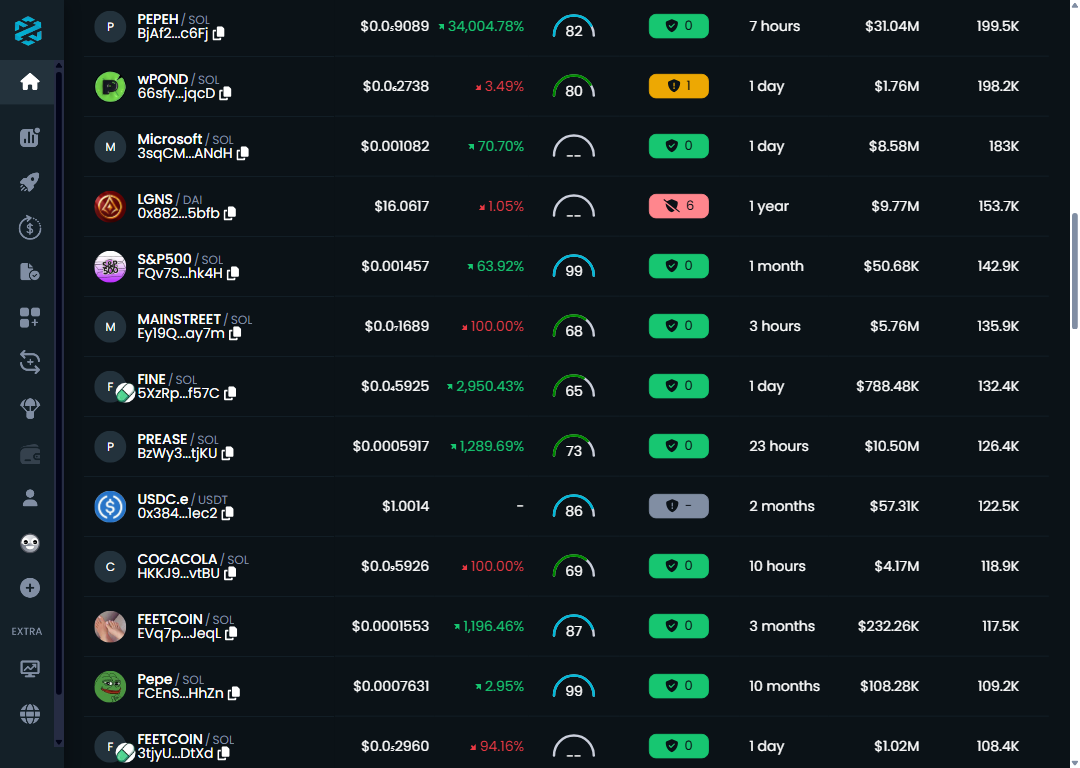 P
PEPEH / SOL
BjAf2...c6Fj
$0.0₉9089 34,004.78% 82 0 7 hours $31.04M 199.5K
wPOND / SOL
66sfy...jqcD
$0.0₆2738 3.49% 80 1 1 day $1.76M 198.2K
M
Microsoft / SOL
3sqCM...ANdH
$0.001082 70.70% -- 0 1 day $8.58M 183K
LGNS / DAI
0x882...5bfb
$16.0617 1.05% -- 6 1 year $9.77M 153.7K
S&P500 / SOL
FQv7S...hk4H
$0.001457 63.92% 99 0 1 month $50.68K 142.9K
M
MAINSTREET / SOL
Ey19Q...ay7m
$0.0₇1689 100.00% 68 0 3 hours $5.76M 135.9K
F
FINE / SOL
5XzRp...f57C
$0.0₄5925 2,950.43% 65 0 1 day $788.48K 132.4K
P
PREASE / SOL
BzWy3...tjKU
$0.0005917 1,289.69% 73 0 23 hours $10.50M 126.4K
USDC.e / USDT
0x384...1ec2
$1.0014 - 86 - 2 months $57.31K 122.5K
C
COCACOLA / SOL
HKKJ9...vtBU
$0.0₉5926 100.00% 69 0 10 hours $4.17M 118.9K
FEETCOIN / SOL
EVq7p...JeqL
$0.0001553 1,196.46% 87 0 3 months $232.26K 117.5K
EXTRA
Pepe / SOL
FCEnS...HhZn
$0.0007631 2.95% 99 0 10 months $108.28K 109.2K
F
FEETCOIN / SOL
3tjyU...DtXd
$0.0₅2960 94.16% -- 0 1 day $1.02M 108.4K